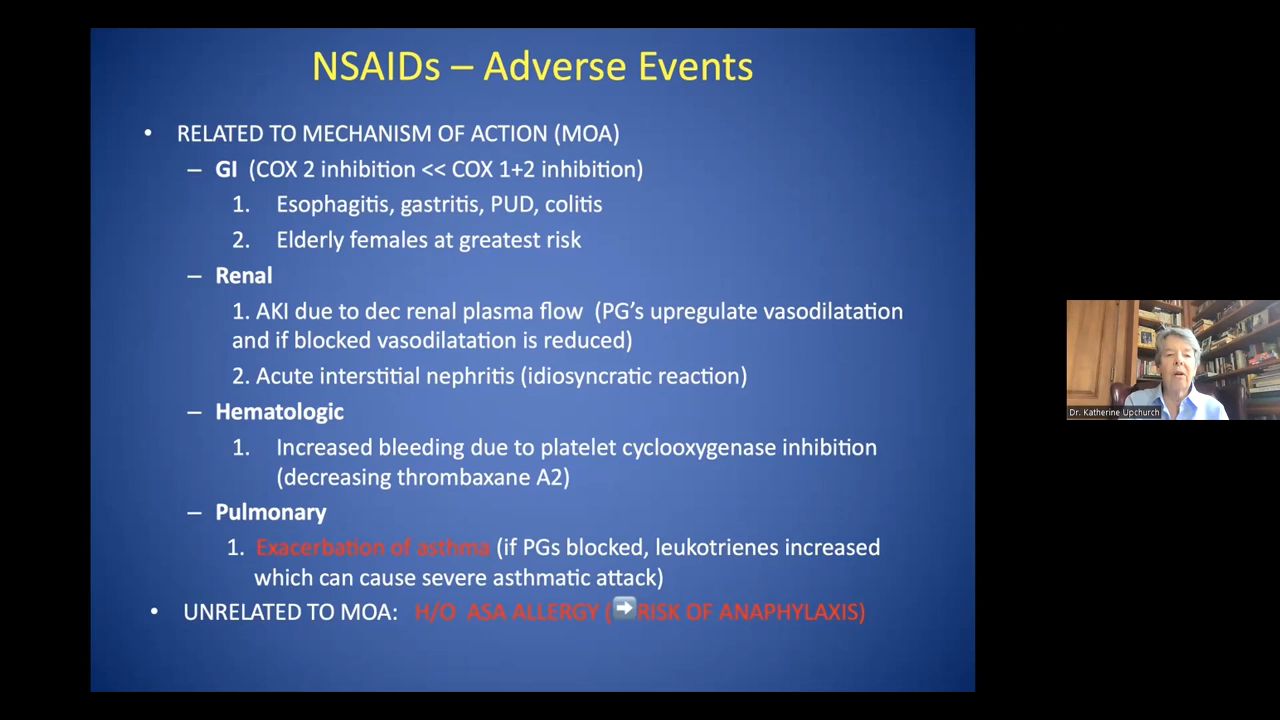 NSAIDs – Adverse Events
• RELATED TO MECHANISM OF ACTION (MOA)
– GI (COX 2 inhibition << COX 1+2 inhibition)
1. Esophagitis, gastritis, PUD, colitis
2. Elderly females at greatest risk
– Renal
1. AKI due to dec renal plasma flow (PG’s upregulate vasodilatation
and if blocked vasodilatation is reduced)
2. Acute interstitial nephritis (idiosyncratic reaction)
– Hematologic
1. Increased bleeding due to platelet cyclooxygenase inhibition
(decreasing thrombaxane A2)
– Pulmonary
1. Exacerbation of asthma (if PGs blocked, leukotrienes increased
which can cause severe asthmatic attack)
• UNRELATED TO MOA: H/O ASA ALLERGY (➡RISK OF ANAPHYLAXIS)
Dr. Katherine Upchurch